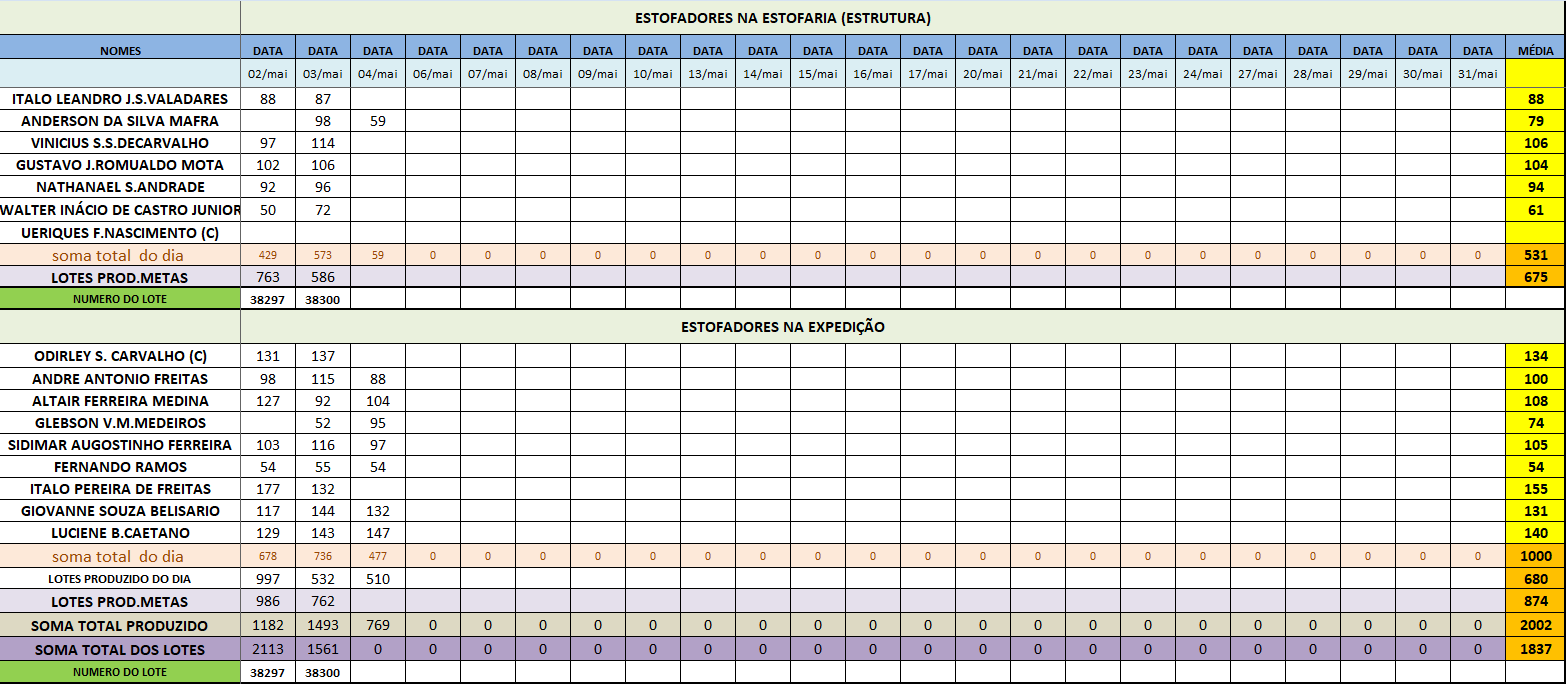 ESTOFADORES NA ESTOFARIA (ESTRUTURA)
NOMES DATA DATA DATA DATA DATA DATA DATA DATA DATA DATA DATA DATA DATA DATA DATA DATA DATA DATA DATA DATA DATA DATA DATA MÉDIA
02/mai 03/mai 04/mai 06/mai 07/mai 08/mai 09/mai 10/mai 13/mai 14/mai 15/mai 16/mai 17/mai 20/mai 21/mai 22/mai 23/mai 24/mai 27/mai 28/mai 29/mai 30/mai 31/mai
ITALO LEANDRO J.S.VALADARES 88 87 88
ANDERSON DA SILVA MAFRA 98 59 79
VINICIUS S.S.DECARVALHO 97 114 106
GUSTAVO J.ROMUALDO MOTA 102 106 104
NATHANAEL S.ANDRADE 92 96 94
WALTER INÁCIO DE CASTRO JUNIOR 50 72 61
UERIQUES F.NASCIMENTO (C)
soma total do dia 429 573 59 0 0 0 0 0 0 0 0 0 0 0 0 0 0 0 0 0 0 0 0 531
LOTES PROD.METAS 763 586 675
NUMERO DO LOTE 38297 38300
ESTOFADORES NA EXPEDIÇÃO
ODIRLEY S. CARVALHO (C) 131 137 134
ANDRE ANTONIO FREITAS 98 115 88 100
ALTAIR FERREIRA MEDINA 127 92 104 108
GLEBSON V.M.MEDEIROS 52 95 74
SIDIMAR AUGOSTINHO FERREIRA 103 116 97 105
FERNANDO RAMOS 54 55 54 54
ITALO PEREIRA DE FREITAS 177 132 155
GIOVANNE SOUZA BELISARIO 117 144 132 131
LUCIENE B.CAETANO 129 143 147 140
soma total do dia 678 736 477 0 0 0 0 0 0 0 0 0 0 0 0 0 0 0 0 0 0 0 0 1000
LOTES PRODUZIDO DO DIA 997 532 510 680
LOTES PROD.METAS 986 762 874
SOMA TOTAL PRODUZIDO 1182 1493 769 0 0 0 0 0 0 0 0 0 0 0 0 0 0 0 0 0 0 0 0 2002
SOMA TOTAL DOS LOTES 2113 1561 0 0 0 0 0 0 0 0 0 0 0 0 0 0 0 0 0 0 0 0 0 1837
NUMERO DO LOTE 38297 38300